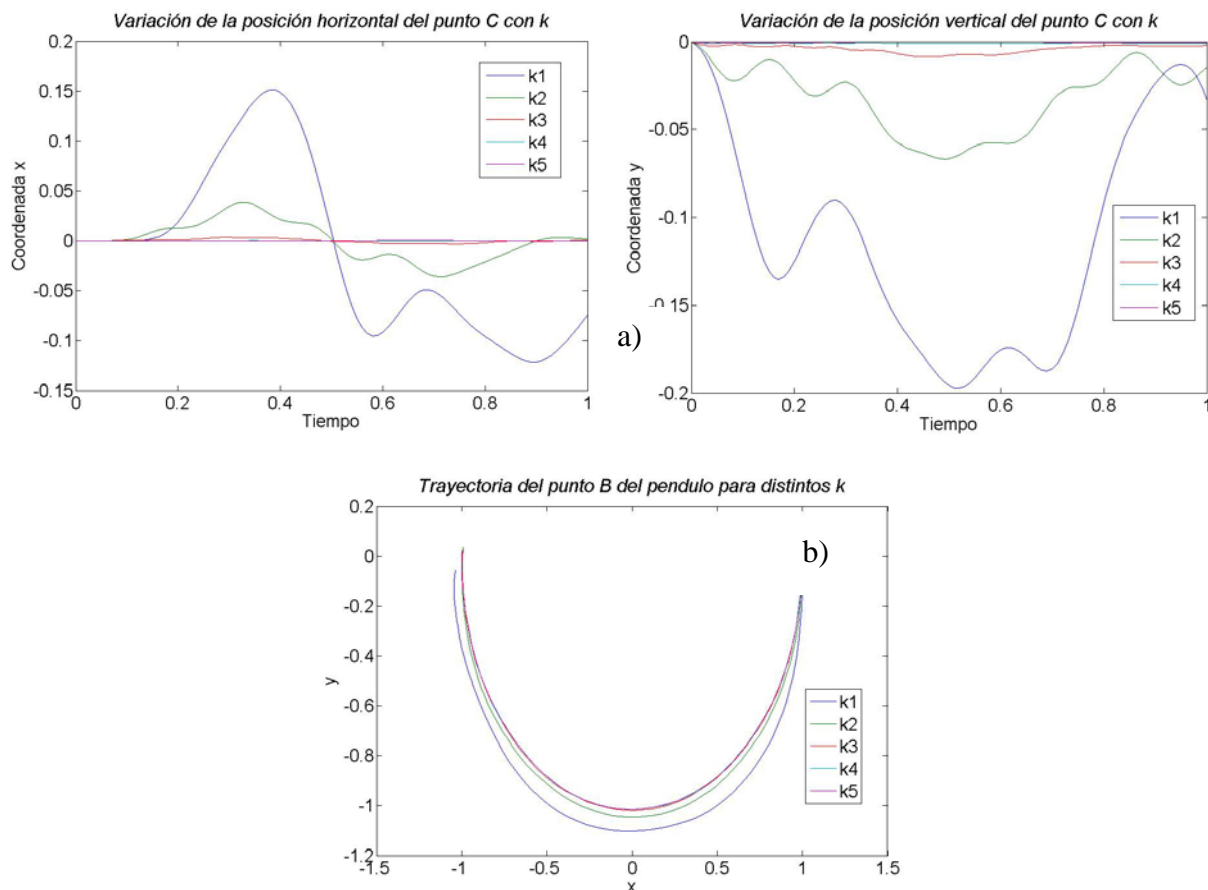 Variación de la posición horizontal del punto C con k
0.2
0.15
0.1
0.05
0
-0.05
-0.1
-0.15
Coordenada x
0
0.2
0.4
0.6
0.8
1
Tiempo
k1
k2
k3
k4
k5
a)
Variación de la posición vertical del punto C con k
0
-0.05
-0.1
-0.15
-0.2
Coordenada y
0
0.2
0.4
0.6
0.8
1
Tiempo
k1
k2
k3
k4
k5
Trayectoria del punto B del pendulo para distintos k
0.2
0
-0.2
-0.4
-0.6
-0.8
-1
-1.2
y
-1.5
-1
-0.5
0
0.5
1
1.5
x
b)
k1
k2
k3
k4
k5